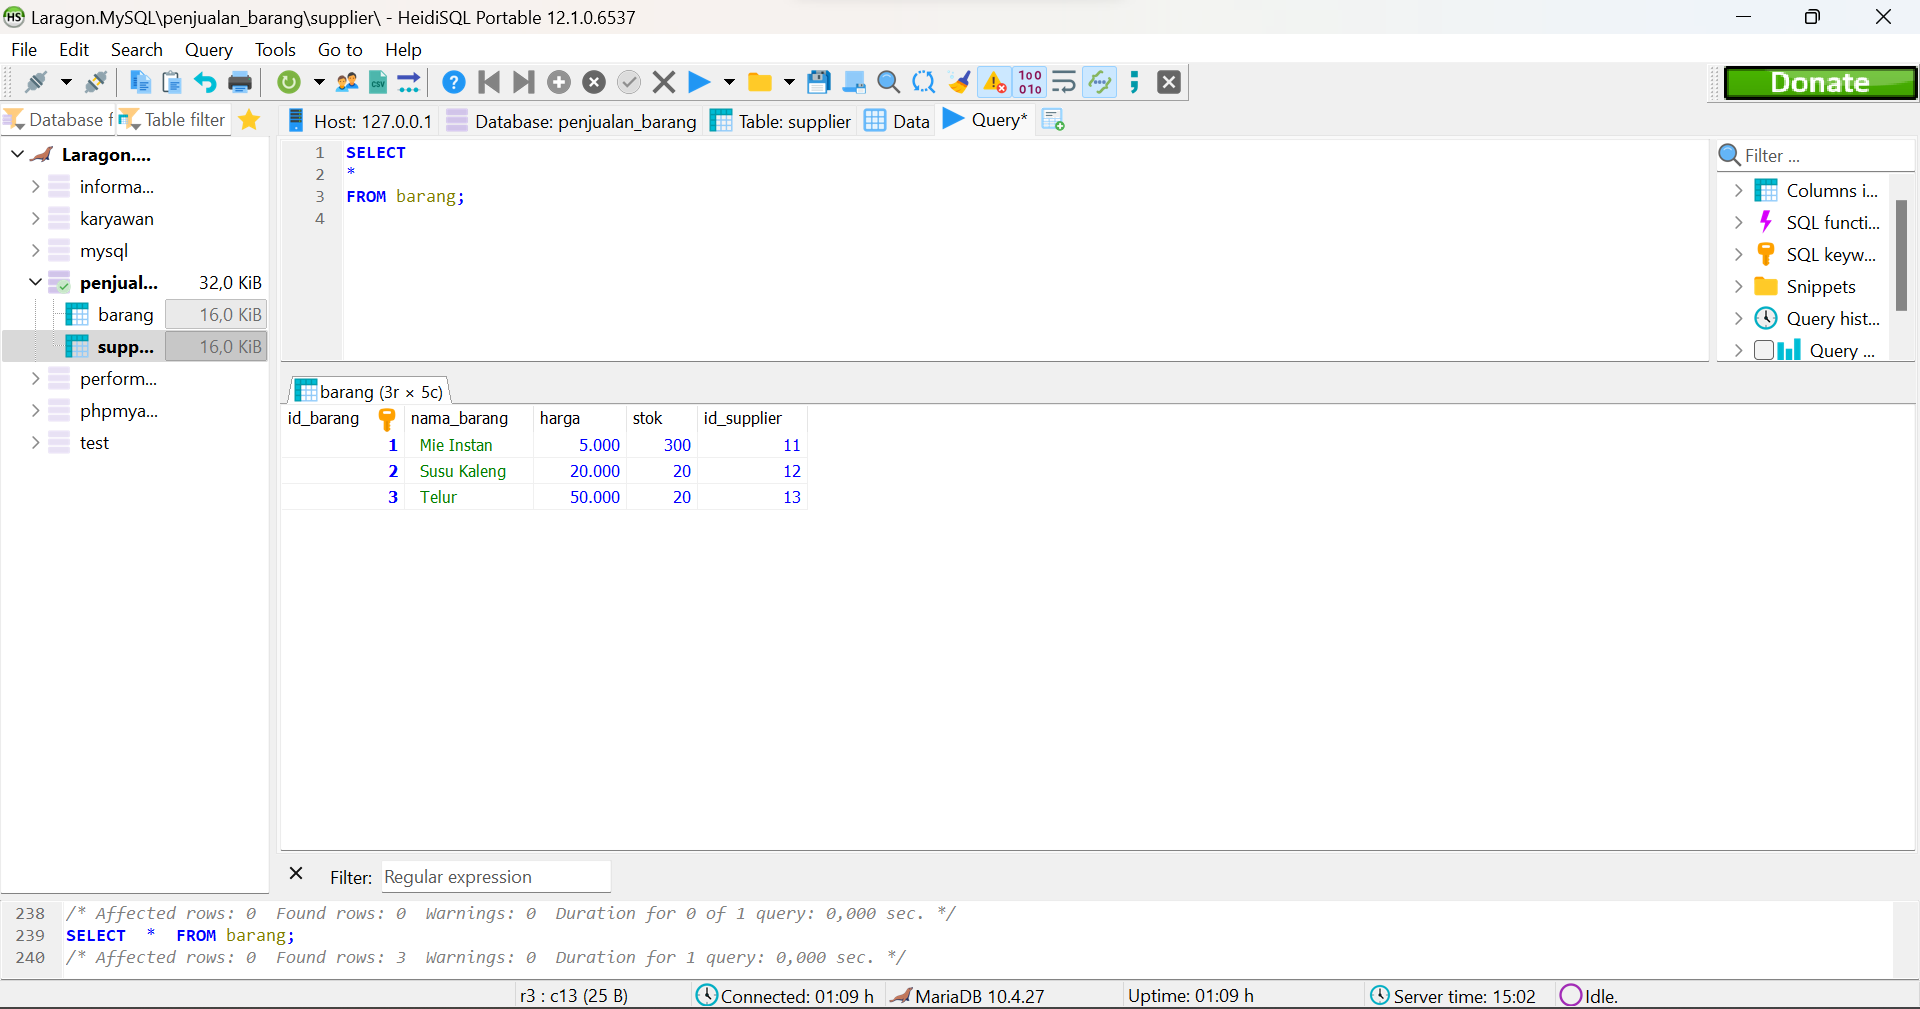 HS Laragon.MySQL\penjualan_barang\supplier\ - HeidiSQL Portable 12.1.0.6537
File Edit Search Query Tools Go to Help
CSV ? 100 010 ; Donate
Database f Table filter Host: 127.0.0.1 Database: penjualan_barang Table: supplier Data Query*
Laragon....
informa...
karyawan
mysql
penjual... 32,0 KiB
barang 16,0 KiB
supp... 16,0 KiB
perform...
phpmya...
test
1 SELECT
2 *
3 FROM barang;
4
Filter ...
Columns i...
SQL functi...
SQL keyw...
Snippets
Query hist...
Query ...
barang (3r × 5c)
id_barang nama_barang harga stok id_supplier
1 Mie Instan 5.000 300 11
2 Susu Kaleng 20.000 20 12
3 Telur 50.000 20 13
Filter: Regular expression
238 /* Affected rows: 0 Found rows: 0 Warnings: 0 Duration for 0 of 1 query: 0,000 sec. */
239 SELECT * FROM barang;
240 /* Affected rows: 0 Found rows: 3 Warnings: 0 Duration for 1 query: 0,000 sec. */
r3 : c13 (25 B) Connected: 01:09 h MariaDB 10.4.27 Uptime: 01:09 h Server time: 15:02 Idle.